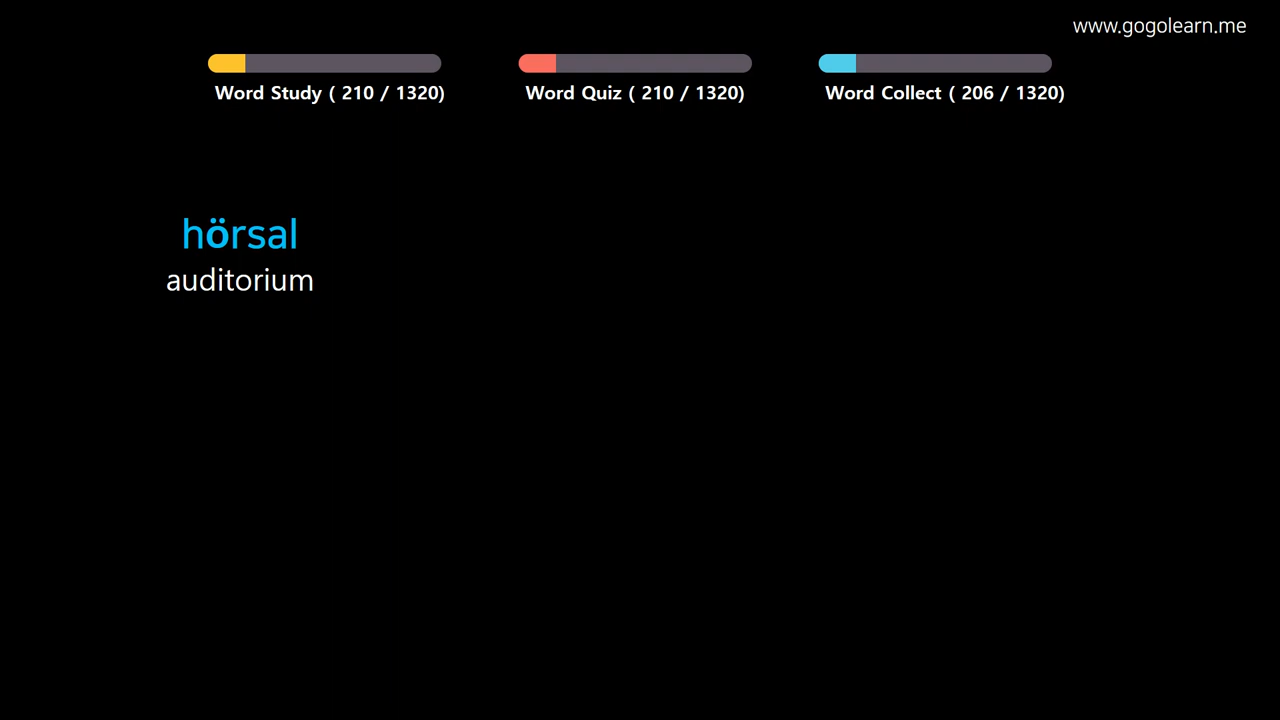 www.gogolearn.me
Word Study ( 210 / 1320)
Word Quiz ( 210 / 1320)
Word Collect ( 206 / 1320)
hörsal
auditorium